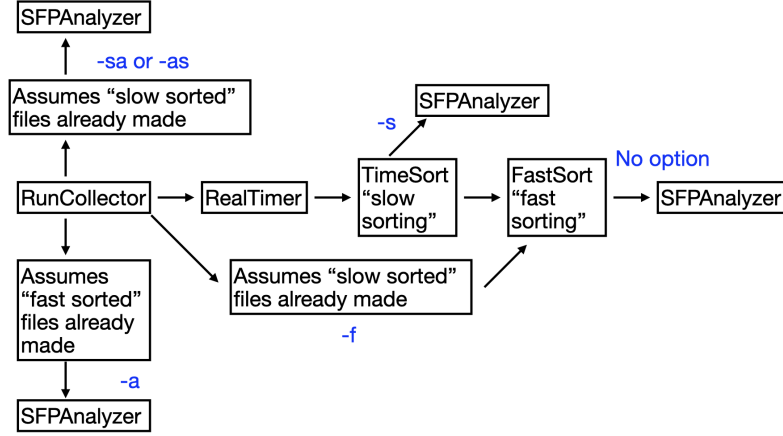 SFPAnalyzer
-sa or -as
Assumes “slow sorted”
files already made
SFPAnalyzer
-s
No option
RunCollector
RealTimer
TimeSort
“slow
sorting”
FastSort
“fast
sorting”
SFPAnalyzer
Assumes
“fast sorted”
files already
made
Assumes “slow sorted”
files already made
-f
-a
SFPAnalyzer